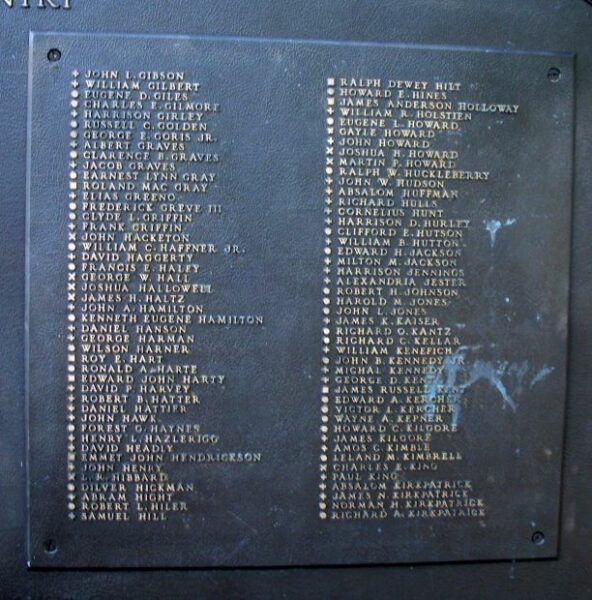 NTRY
+ JOHN L. GIBSON
+ WILLIAM GILBERT
● EUGENE D. GILES
● CHARLES E. GILMORE
+ HARRISON GIRLEY
● RUSSELL C. GOLDEN
● GEORGE E. GORIS JR.
+ ALBERT GRAVES
● CLARENCE B. GRAVES
+ JACOB GRAVES
■ EARNEST LYNN GRAY
■ ROLAND MAC GRAY
+ ELIAS GREENO
● FREDERICK GREVE III
● CLYDE L. GRIFFIN
+ FRANK GRIFFIN
× JOHN HACKETON
● WILLIAM C. HAFFNER JR.
+ DAVID HAGGERTY
● FRANCIS E. HALEY
× GEORGE W. HALL
× JOSHUA HALLOWELL
× JAMES H. HALTZ
+ JOHN A. HAMILTON
● KENNETH EUGENE HAMILTON
+ DANIEL HANSON
+ GEORGE HARMAN
● WILSON HARNER
■ ROY E. HART
■ RONALD A. HARTE
■ EDWARD JOHN HARTY
+ DAVID P. HARVEY
● ROBERT B. HATTER
+ DANIEL HATTIER
+ JOHN HAWK
● FOREST G. HAYNES
+ HENRY L. HAZLERIGG
+ DAVID HEADLY
■ EMMET JOHN HENDRICKSON
+ JOHN HENRY
× L. R. HIBBARD
● DILVER HICKMAN
+ ABRAM HIGHT
● ROBERT L. HILER
+ SAMUEL HILL
■ RALPH DEWEY HILT
● HOWARD E. HINES
■ JAMES ANDERSON HOLLOWAY
+ WILLIAM R. HOLSTIEN
● EUGENE L. HOWARD
× GAYLE HOWARD
+ JOHN HOWARD
× JOSHUA H. HOWARD
× MARTIN P. HOWARD
● RALPH W. HUCKLEBERRY
+ JOHN W. HUDSON
+ ABSALOM HUFFMAN
+ RICHARD HULLS
+ CORNELIUS HUNT
+ HARRISON D. HURLEY
● CLIFFORD E. HUTSON
+ WILLIAM B. HUTTON
■ EDWARD H. JACKSON
+ MILTON M. JACKSON
+ HARRISON JENNINGS
+ ALEXANDRIA JESTER
● ROBERT H. JOHNSON
● HAROLD M. JONES
● JOHN L. JONES
+ JAMES K. KAISER
● RICHARD O. KANTZ
● RICHARD C. KELLAR
+ WILLIAM KENEFICH
● JOHN B. KENNEDY JR.
■ MICHAL KENNEDY
+ GEORGE D. KENT
■ JAMES RUSSELL KENT
■ EDWARD A. KERCHER
● VICTOR L. KERCHER
● WAYNE A. KEPNER
● HOWARD C. KILGORE
+ JAMES KILGORE
+ AMOS C. KIMBLE
■ LELAND M. KIMBRELL
× CHARLES E. KING
+ PAUL KING
+ ABSALOM KIRKPATRICK
+ JAMES N. KIRKPATRICK
● NORMAN H. KIRKPATRICK
● RICHARD A. KIRKPATRICK